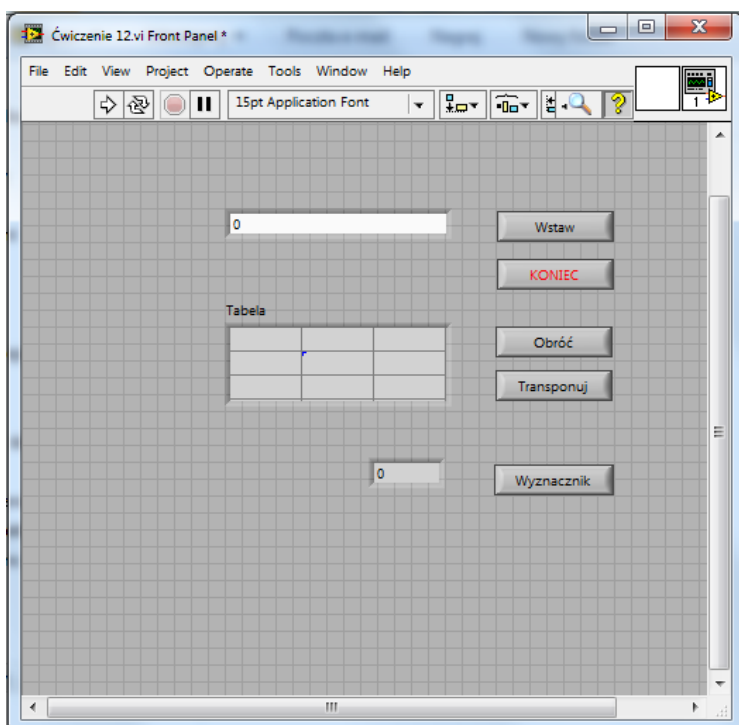 Ćwiczenie 12.vi Front Panel *
File Edit View Project Operate Tools Window Help
15pt Application Font
1
0
Wstaw
KONIEC
Tabela
Obróć
Transponuj
0
Wyznacznik